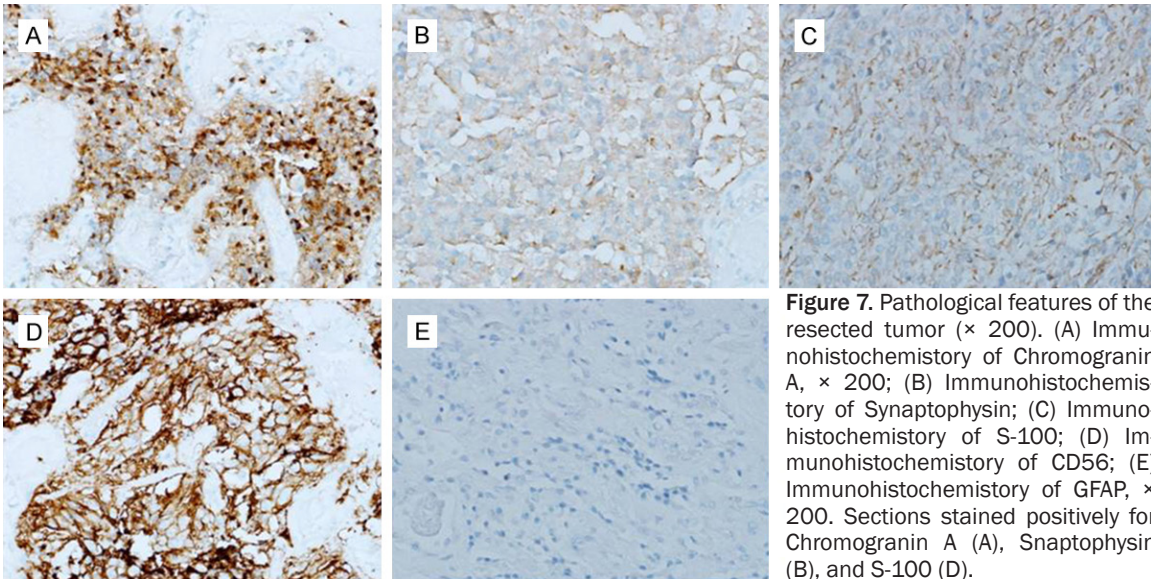 A
B
C
D
E
Figure 7. Pathological features of the
resected tumor (× 200). (A) Immu-
nohistochemistory of Chromogranin
A, × 200; (B) Immunohistochemis-
tory of Synaptophysin; (C) Immuno-
histochemistory of S-100; (D) Im-
munohistochemistory of CD56; (E)
Immunohistochemistory of GFAP, ×
200. Sections stained positively for
Chromogranin A (A), Snaptophysin
(B), and S-100 (D).